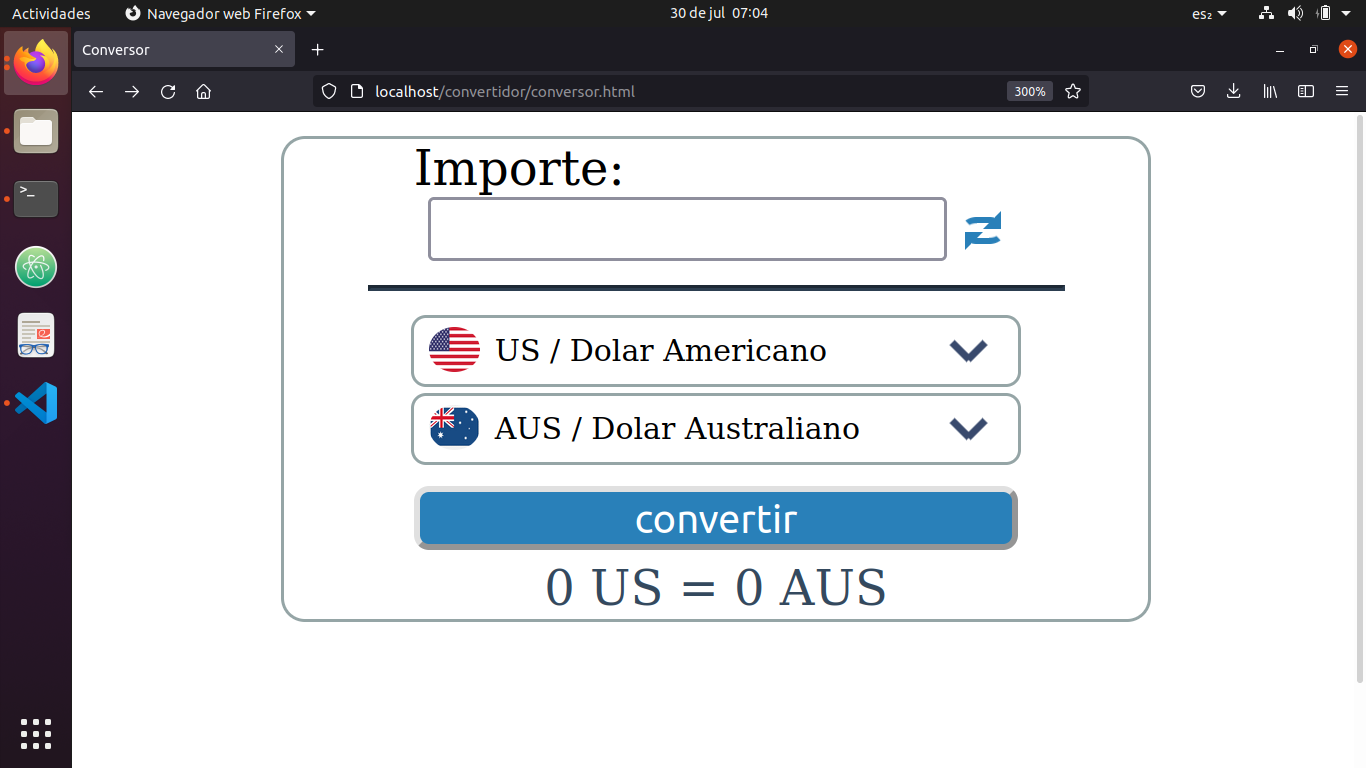 Actividades
Navegador web Firefox
30 de jul 07:04
es₂
Conversor
localhost/convertidor/conversor.html
300%
>_
Importe:
US / Dolar Americano
AUS / Dolar Australiano
convertir
0 US = 0 AUS